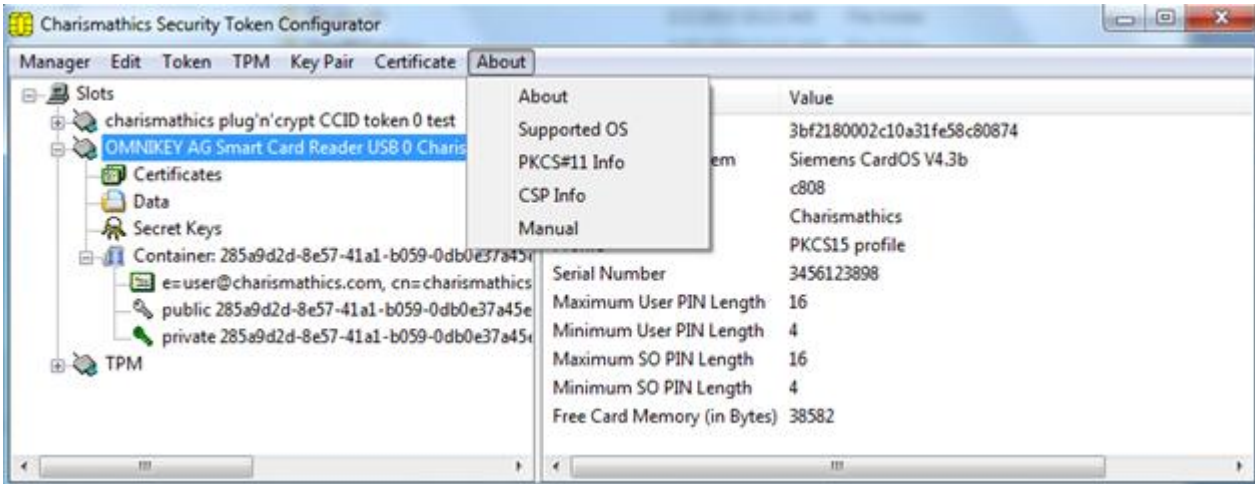 Charismathics Security Token Configurator
Manager Edit Token TPM Key Pair Certificate About
Slots
charismathics plug'n'crypt CCID token 0 test
OMNIKEY AG Smart Card Reader USB 0 Charis
Certificates
Data
Secret Keys
Container: 285a9d2d-8e57-41a1-b059-0db0e37a45
e=user@charismathics.com, cn=charismathics
public 285a9d2d-8e57-41a1-b059-0db0e37a45e
private 285a9d2d-8e57-41a1-b059-0db0e37a45
TPM
About
Supported OS
PKCS#11 Info
CSP Info
Manual
Value
3bf2180002c10a31fe58c80874
em Siemens CardOS V4.3b
c808
Charismathics
PKCS15 profile
Serial Number 3456123898
Maximum User PIN Length 16
Minimum User PIN Length 4
Maximum SO PIN Length 16
Minimum SO PIN Length 4
Free Card Memory (in Bytes) 38582